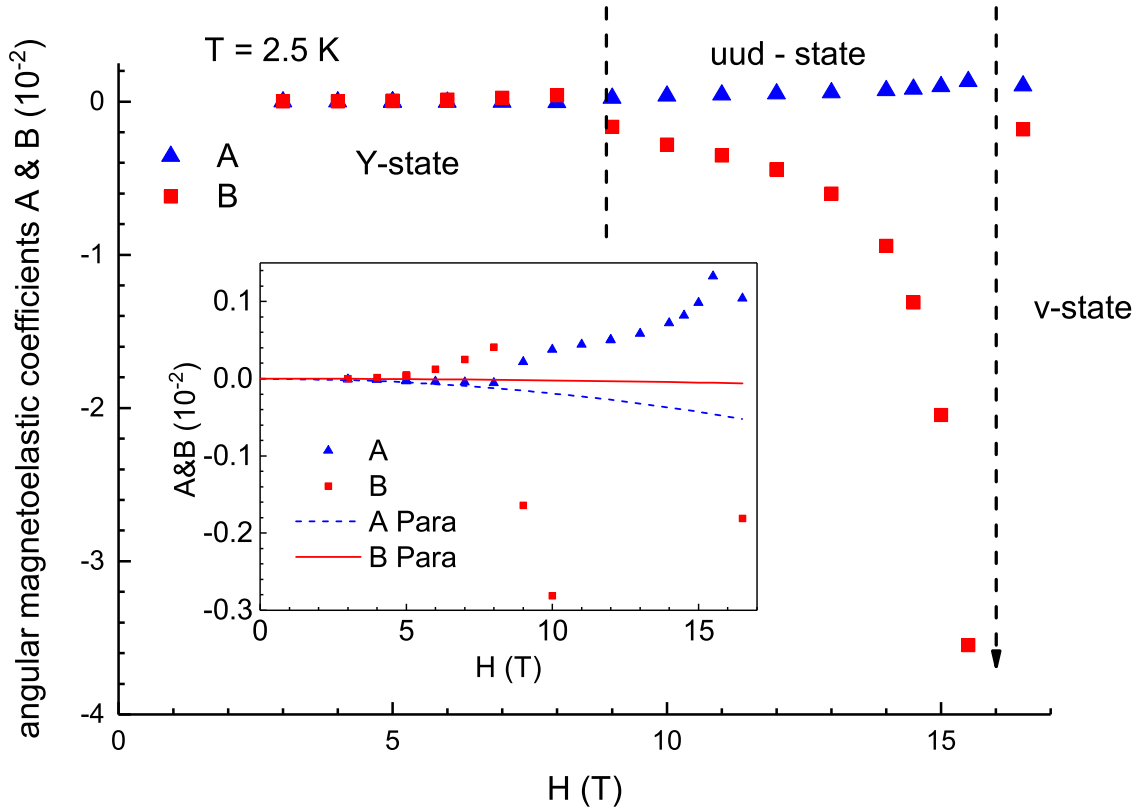 angular magnetoelastic coefficients A & B (10⁻²)
T = 2.5 K
uud - state
0
A
B
Y-state
-1
v-state
-2
-3
-4
A&B (10⁻²)
0.1
0.0
-0.1
-0.2
-0.3
A
B
A Para
B Para
0
5
10
15
H (T)
0
5
10
15
H (T)